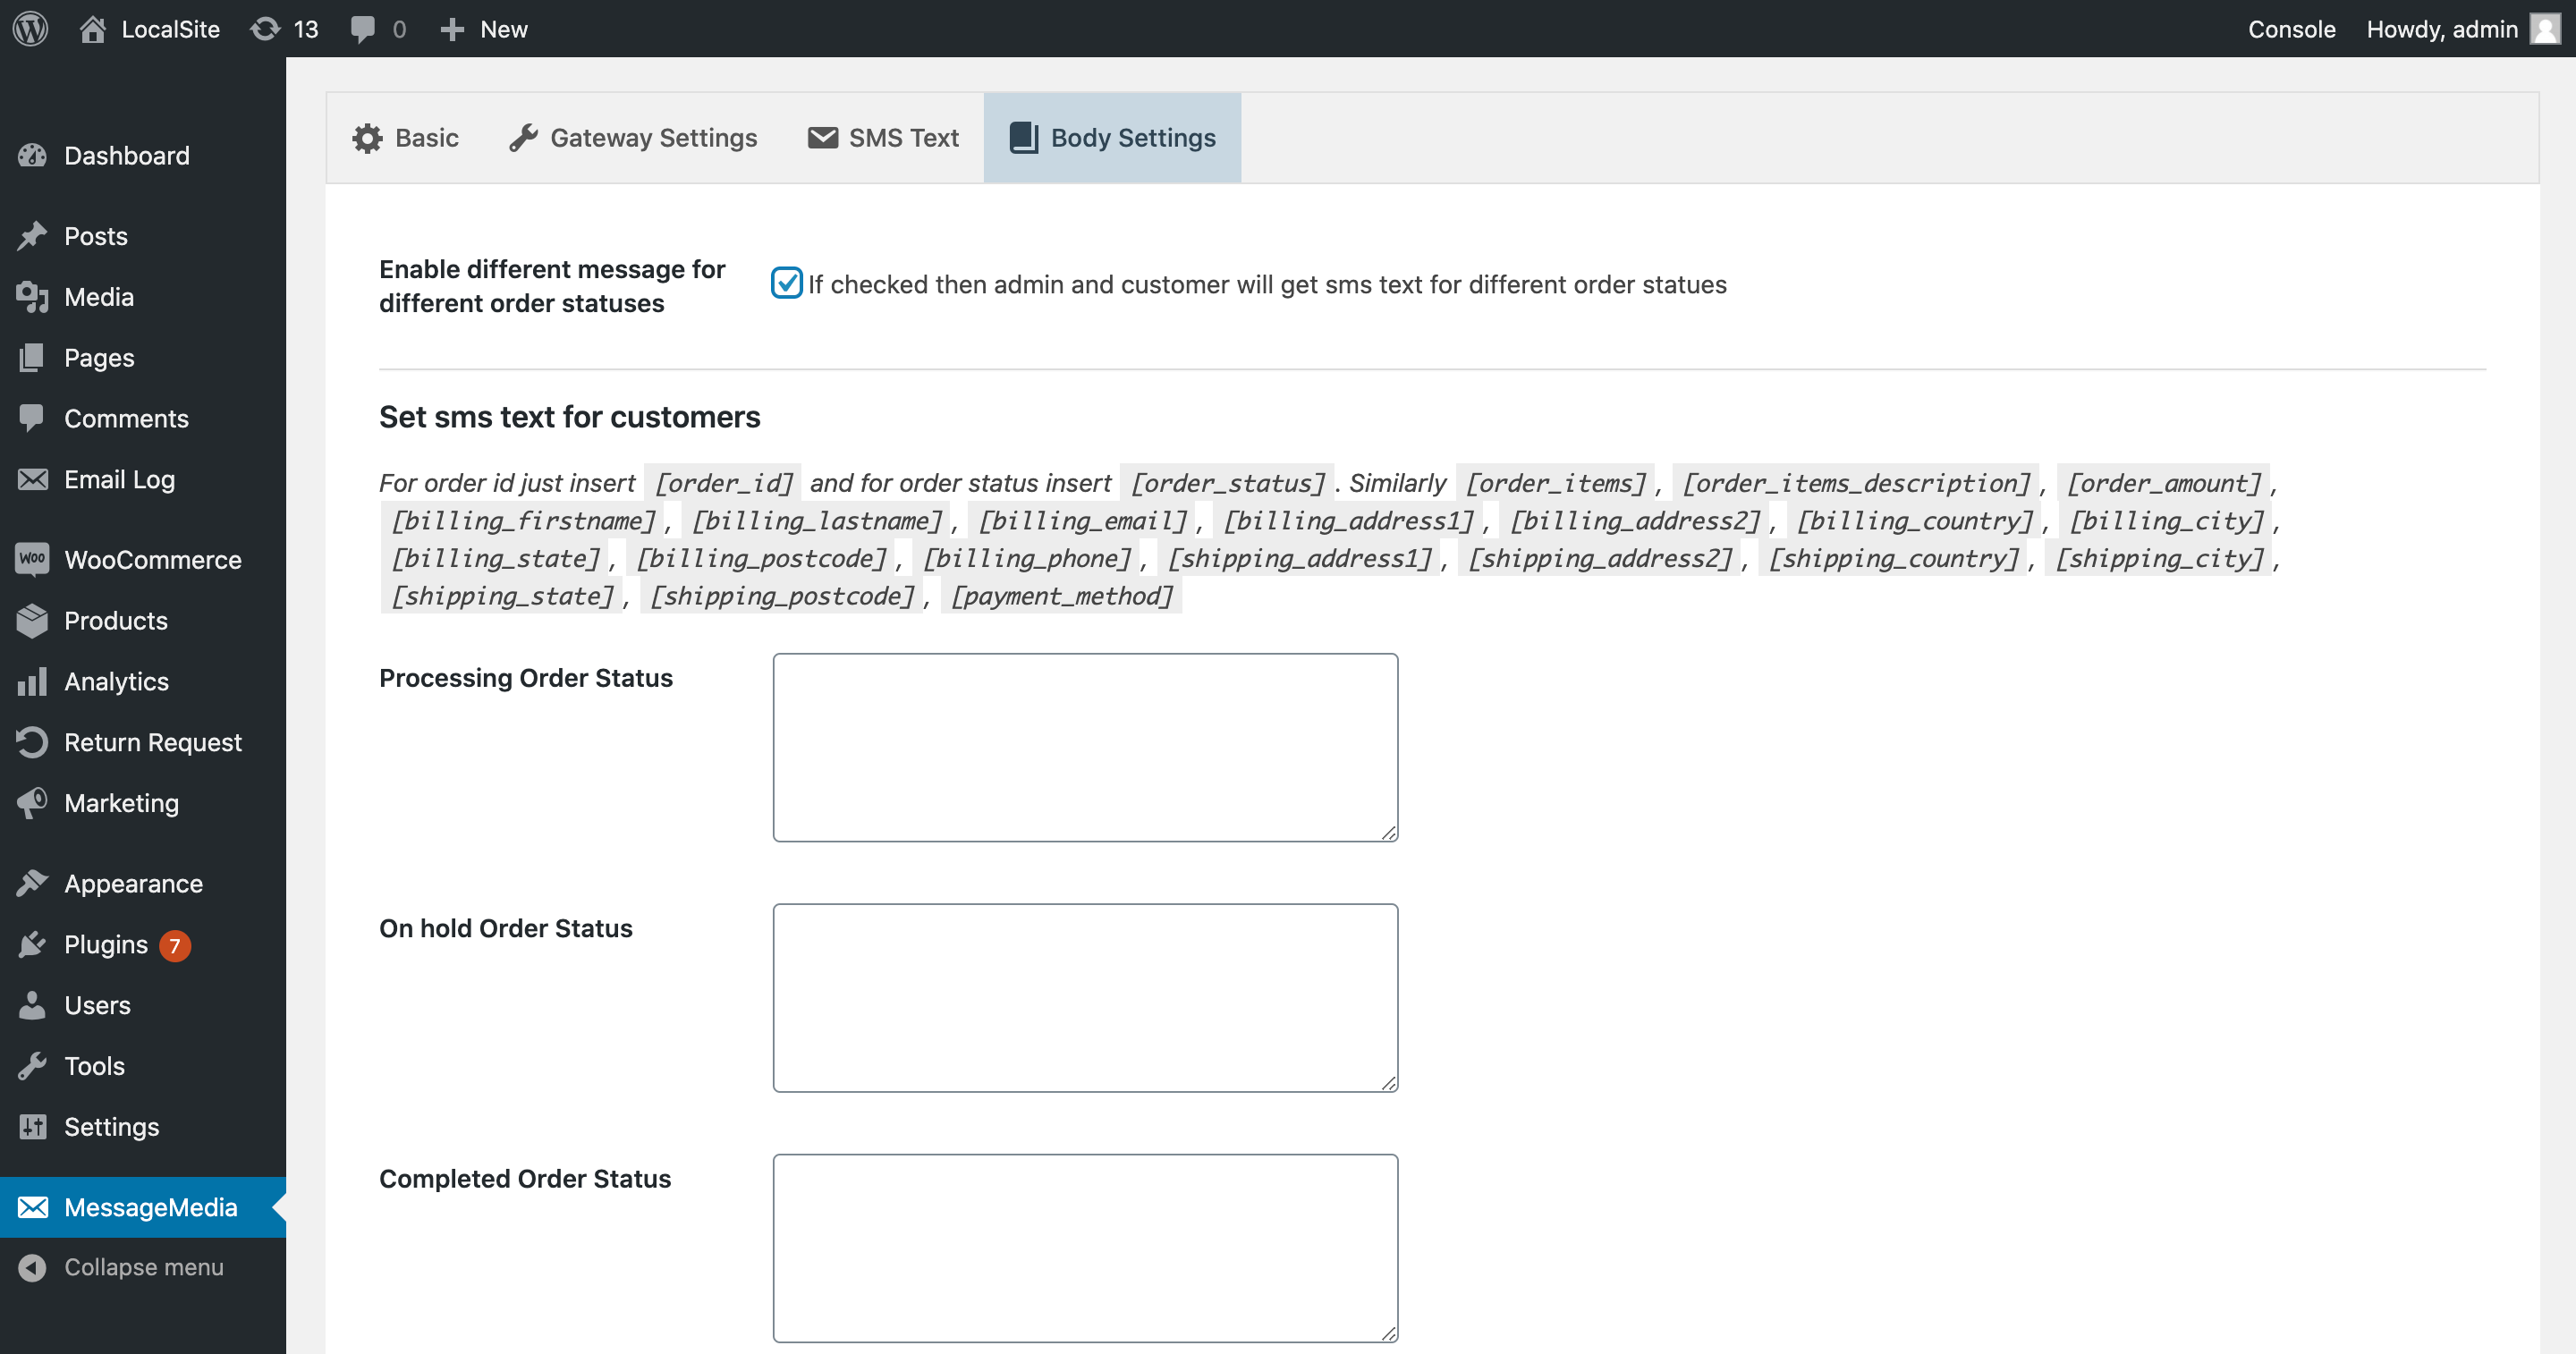 LocalSite 13 0 New Console Howdy, admin
Dashboard
Posts
Media
Pages
Comments
Email Log
WOO WooCommerce
Products
Analytics
Return Request
Marketing
Appearance
Plugins 7
Users
Tools
Settings
MessageMedia
Collapse menu
Basic Gateway Settings SMS Text Body Settings
Enable different message for
different order statuses
If checked then admin and customer will get sms text for different order statues
Set sms text for customers
For order id just insert [order_id] and for order status insert [order_status] . Similarly [order_items] , [order_items_description] , [order_amount] ,
[billing_firstname] , [billing_lastname] , [billing_email] , [billing_address1] , [billing_address2] , [billing_country] , [billing_city] ,
[billing_state] , [billing_postcode] , [billing_phone] , [shipping_address1] , [shipping_address2] , [shipping_country] , [shipping_city] ,
[shipping_state] , [shipping_postcode] , [payment_method]
Processing Order Status
On hold Order Status
Completed Order Status